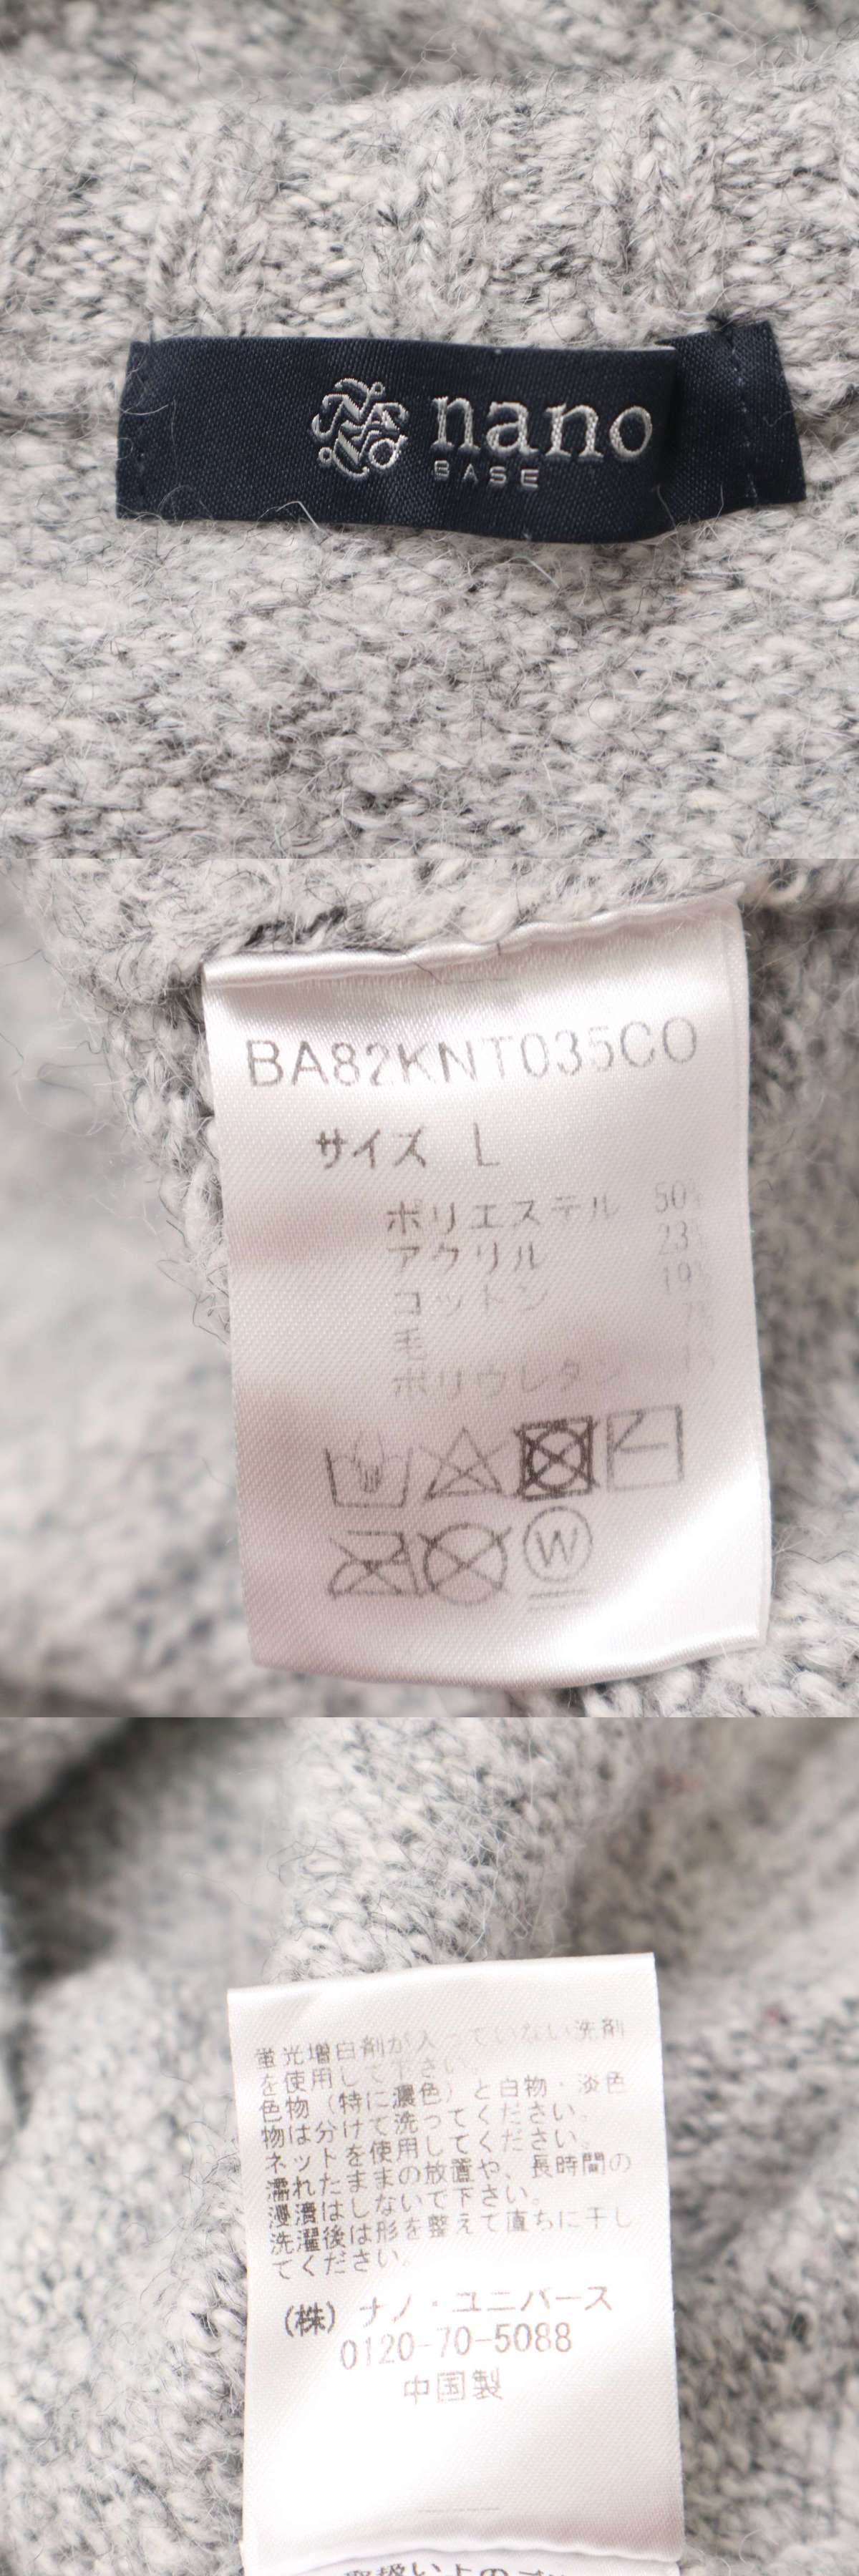 nano
BASE
BA82KNT035CO
サイズ L
ポリエステル 50%
アクリル 23%
コットン 19%
毛 7%
ポリウレタン 1%
W
蛍光増白剤が入っていない洗剤
を使用して下さい。
色物（特に濃色）と白物・淡色
物は分けて洗ってください。
ネットを使用してください。
濡れたままの放置や、長時間の
浸漬はしないで下さい。
洗濯後は形を整えて直ちに干し
てください。
(株) ナノ・ユニバース
0120-70-5088
中国製